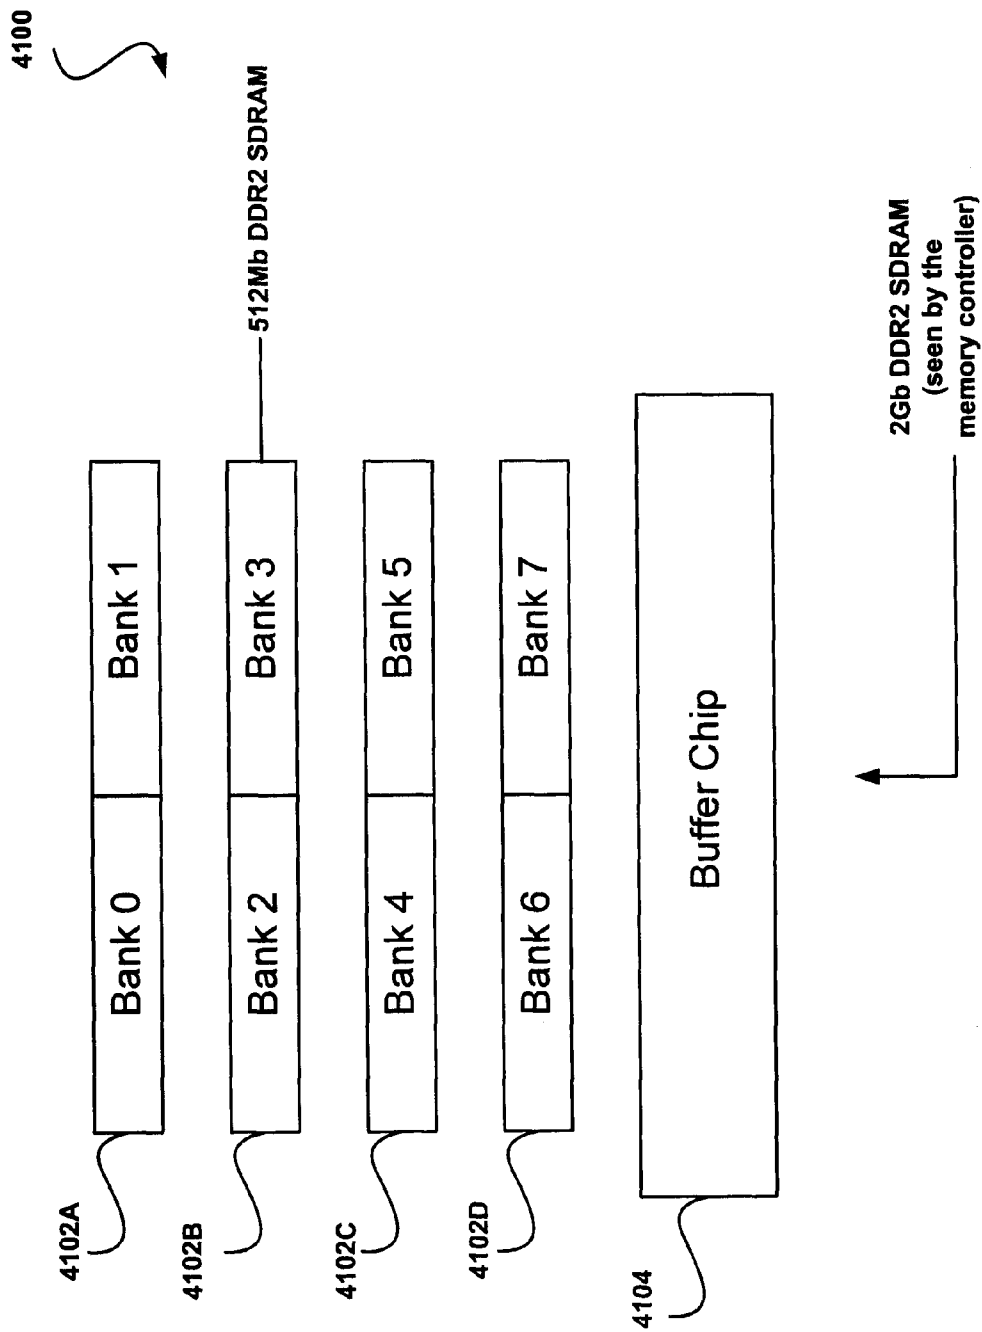 4100
4102A
Bank 0
Bank 1
4102B
Bank 2
Bank 3
512Mb DDR2 SDRAM
4102C
Bank 4
Bank 5
4102D
Bank 6
Bank 7
4104
Buffer Chip
2Gb DDR2 SDRAM
(seen by the
memory controller)